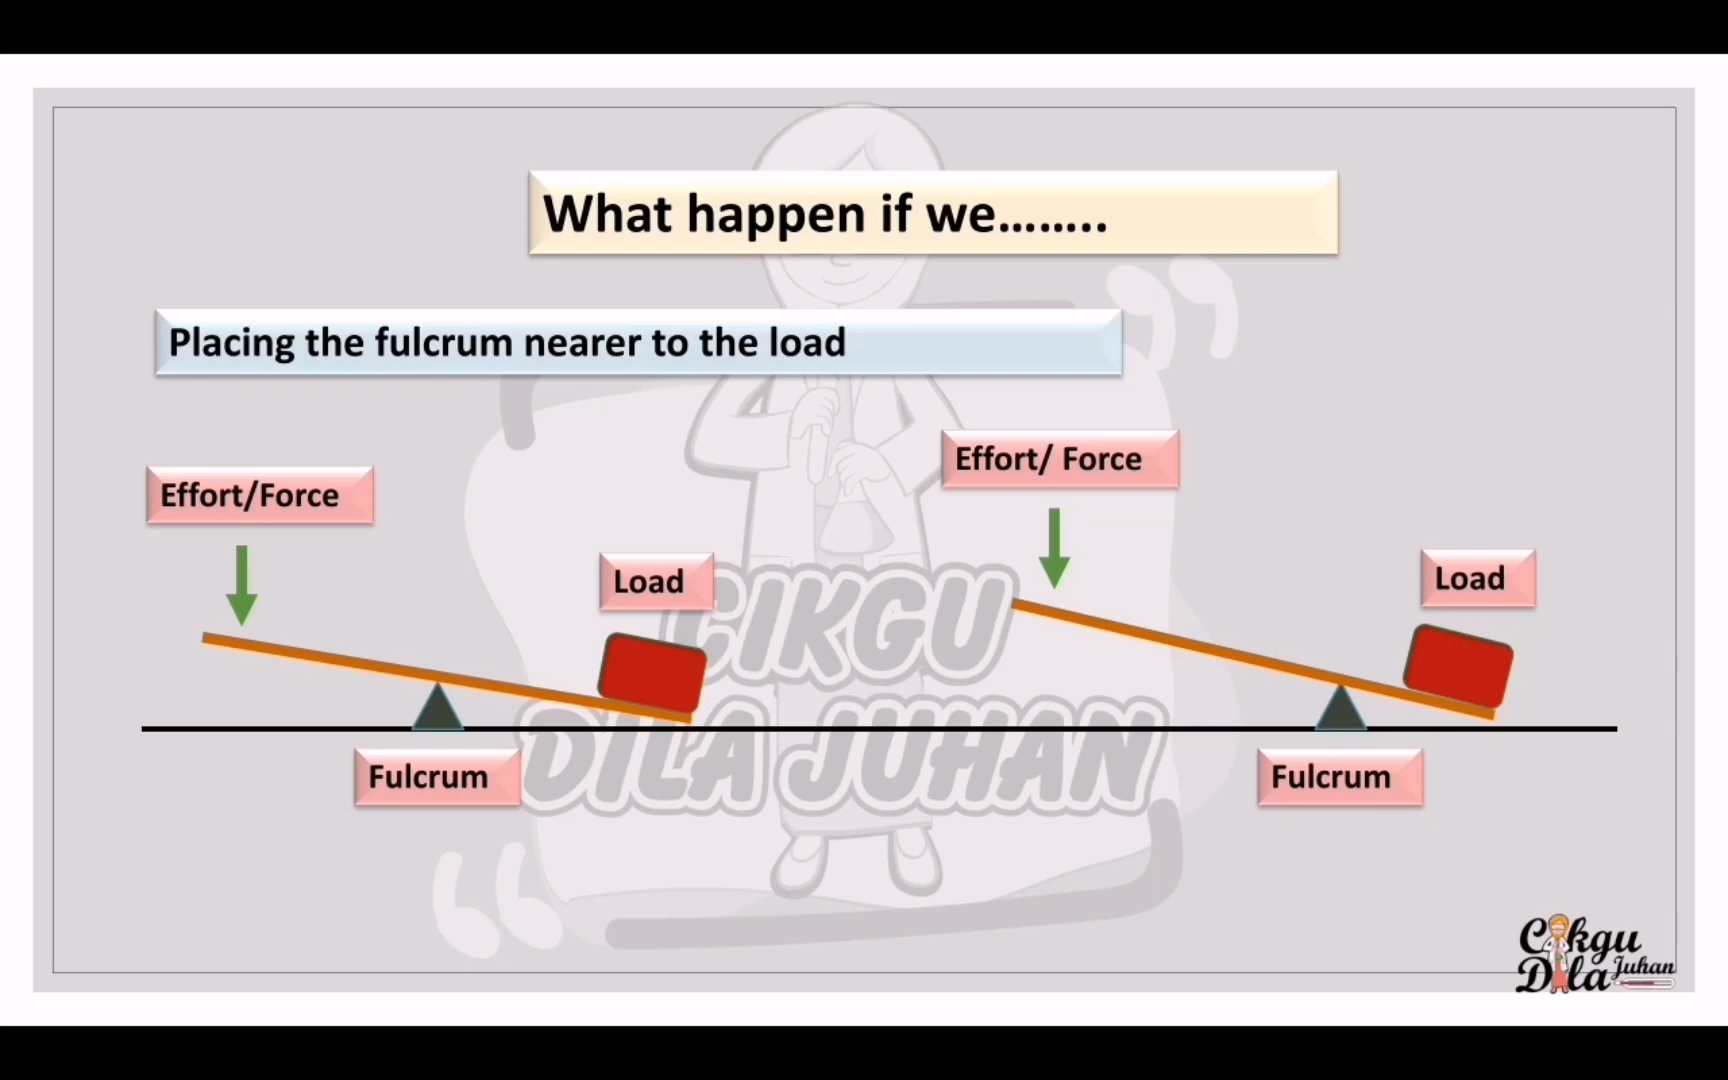 What happen if we……..
Placing the fulcrum nearer to the load
Effort/Force
Load
Fulcrum
Effort/ Force
Load
Fulcrum
CIKGU
DILA JUHAN
Cikgu
Dila Juhan